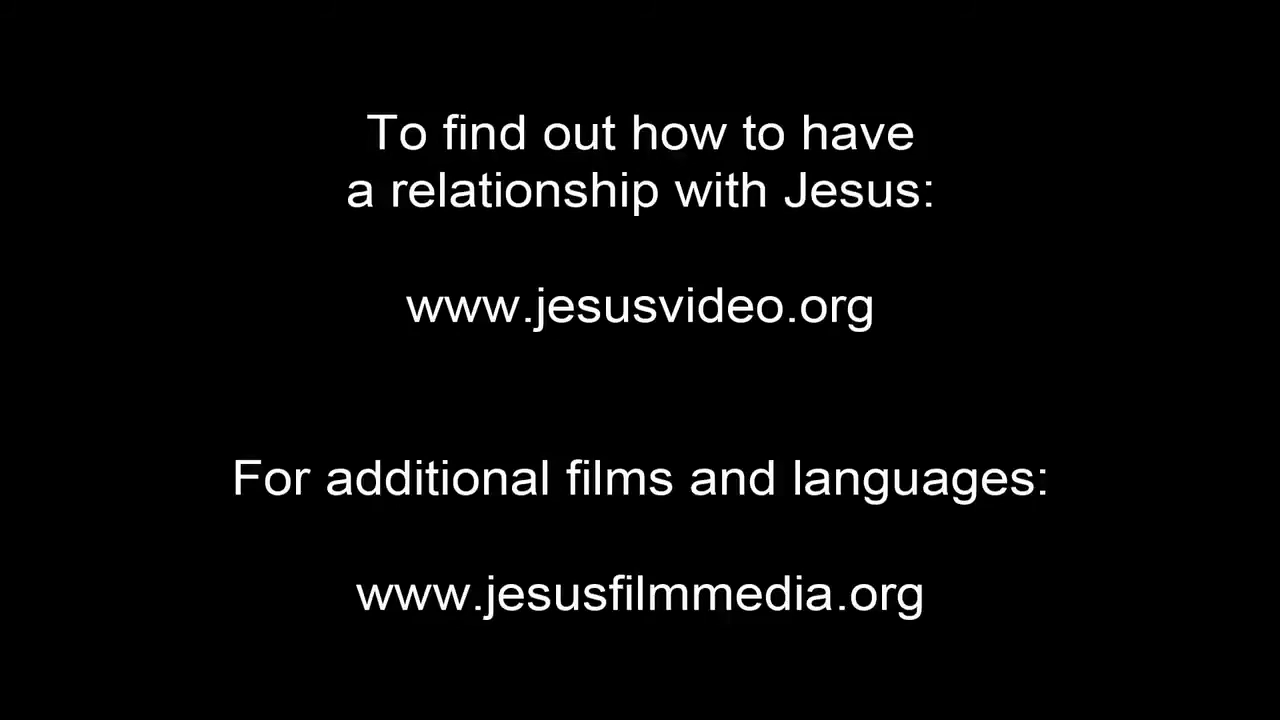 To find out how to have
a relationship with Jesus:
www.jesusvideo.org
For additional films and languages:
www.jesusfilmmedia.org